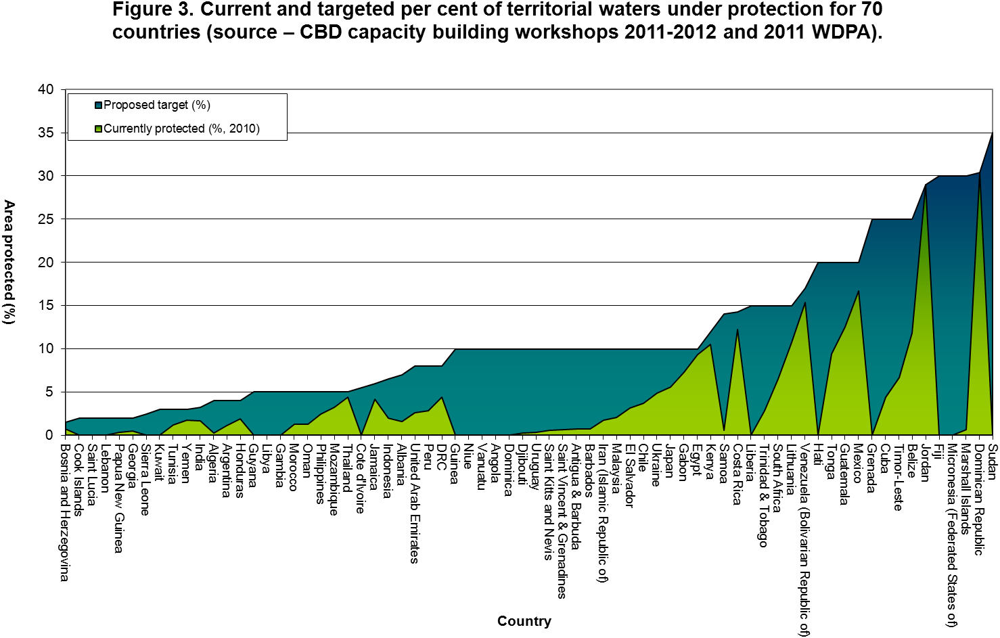 Figure 3. Current and targeted per cent of territorial waters under protection for 70
countries (source – CBD capacity building workshops 2011-2012 and 2011 WDPA).
40
35
30
25
20
15
10
5
0
Area protected (%)
Proposed target (%)
Currently protected (%, 2010)
Bosnia and Herzegovina
Cook Islands
Saint Lucia
Lebanon
Papua New Guinea
Georgia
Sierra Leone
Kuwait
Tunisia
Yemen
India
Algeria
Argentina
Honduras
Guyana
Libya
Gambia
Morocco
Oman
Philipines
Mozambique
Thailand
Cote d'Ivoire
Jamaica
Indonesia
Albania
United Arab Emirates
Peru
DRC
Guinea
Niue
Vanuatu
Angola
Dominica
Djibouti
Uruguay
Saint Kitts and Nevis
Saint Vincent & Grenadines
Antigua & Barbuda
Barbados
Iran (Islamic Republic of)
Malaysia
El Salvador
Chile
Ukraine
Japan
Gabon
Egypt
Kenya
Samoa
Costa Rica
Liberia
Trinidad & Tobago
South Africa
Lithuania
Venezuela (Bolivarian Republic of)
Hati
Tonga
Guatemala
Mexico
Grenada
Cuba
Timor-Leste
Belize
Jordan
Fiji
Micronesia (Federated States of)
Marshall Islands
Dominican Republic
Sudan
Country